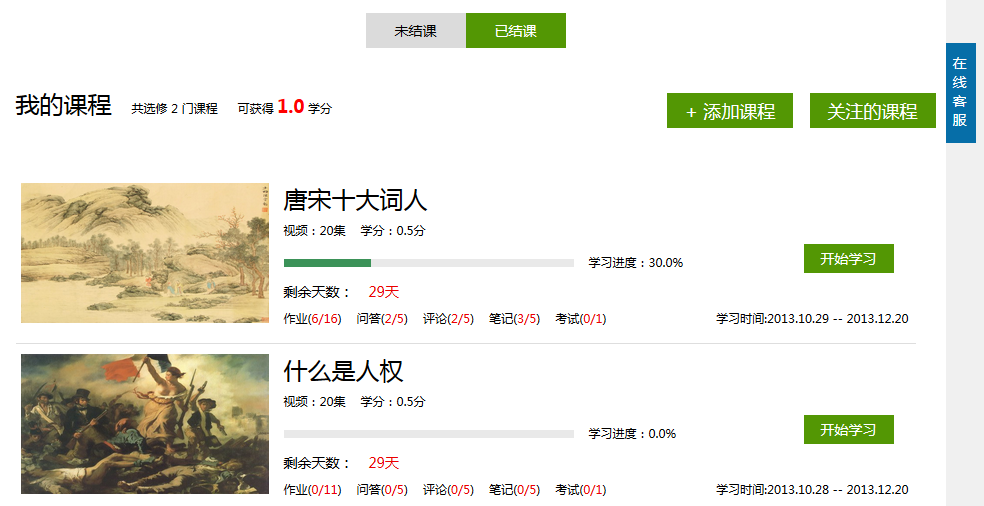 未结课 已结课
我的课程 共选修 2 门课程 可获得 1.0 学分 + 添加课程 关注的课程
在线客服
唐宋十大词人
视频：20集 学分：0.5分
学习进度：30.0% 开始学习
剩余天数： 29天
作业(6/16) 问答(2/5) 评论(2/5) 笔记(3/5) 考试(0/1) 学习时间:2013.10.29 -- 2013.12.20
什么是人权
视频：20集 学分：0.5分
学习进度：0.0% 开始学习
剩余天数： 29天
作业(0/11) 问答(0/5) 评论(0/5) 笔记(0/5) 考试(0/1) 学习时间:2013.10.28 -- 2013.12.20